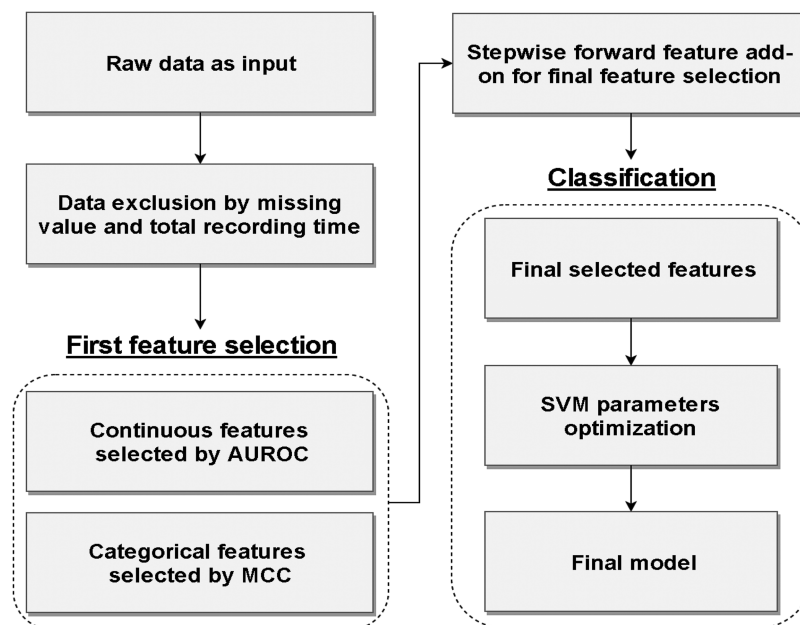 Raw data as input
Data exclusion by missing
value and total recording time
First feature selection
Continuous features
selected by AUROC
Categorical features
selected by MCC
Stepwise forward feature add-
on for final feature selection
Classification
Final selected features
SVM parameters
optimization
Final model